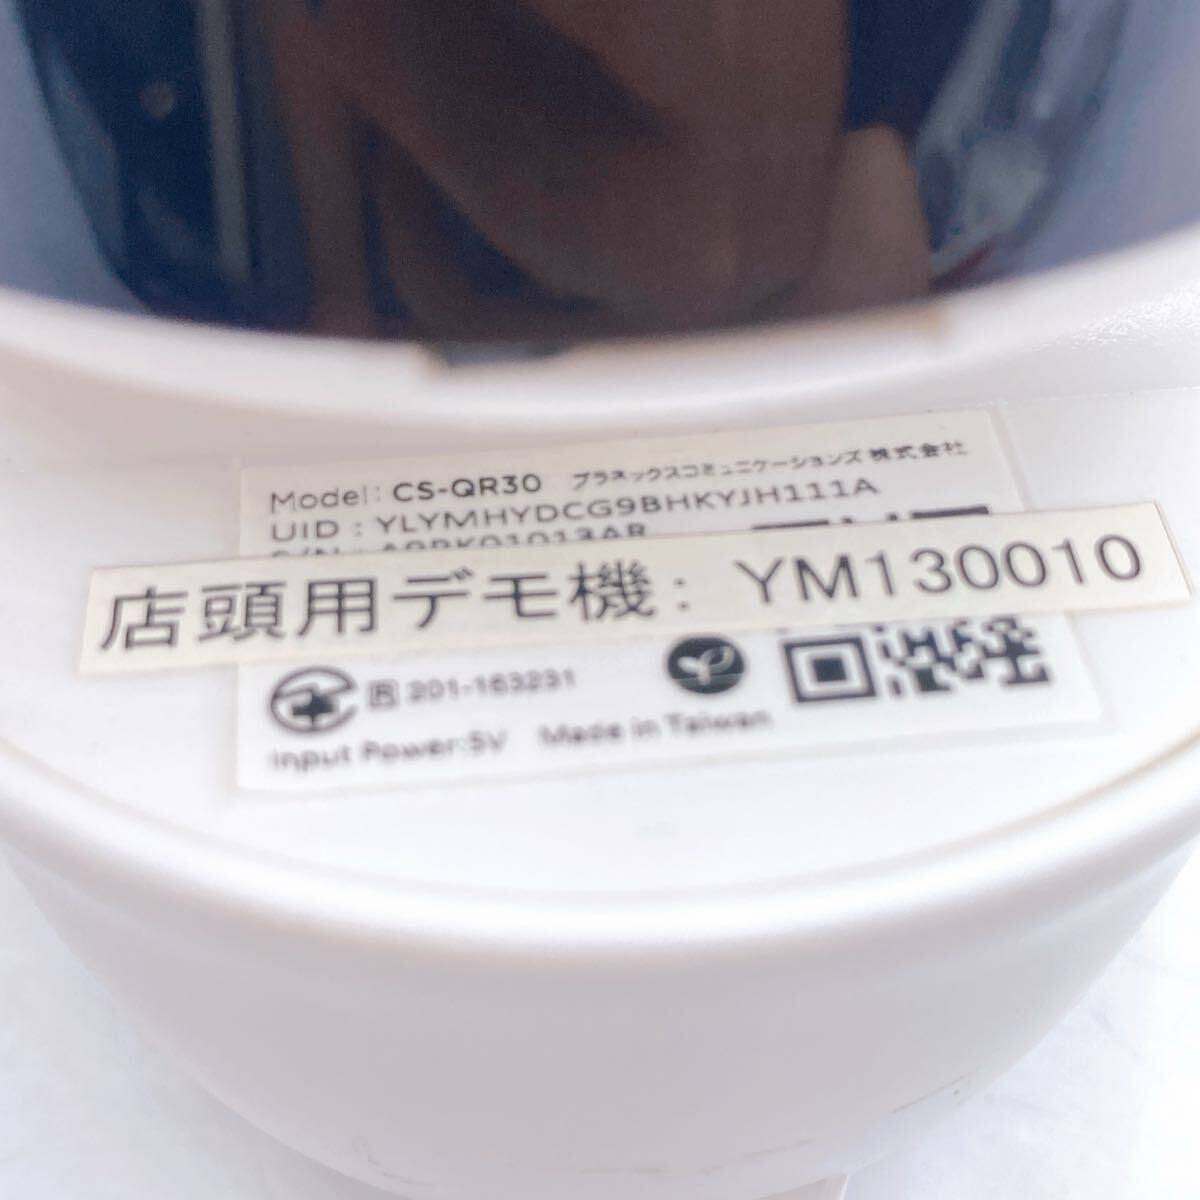 Model: CS-QR30 プラネックスコミュニケーションズ株式会社
UID : YLYMHYDCG9BHKYJH111A
店頭用デモ機: YM130010
R 201-163231
Input Power:5V Made in Taiwan